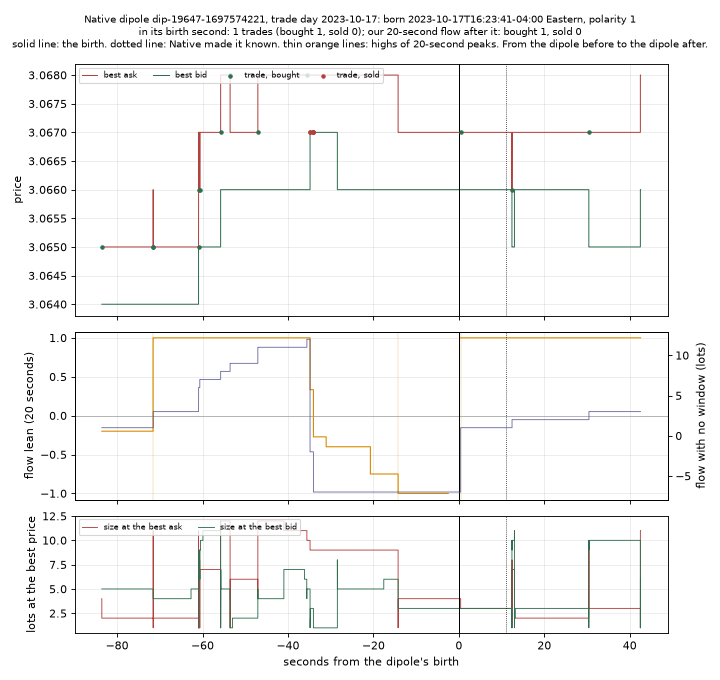 Native dipole dip-19647-1697574221, trade day 2023-10-17: born 2023-10-17T16:23:41-04:00 Eastern, polarity 1
in its birth second: 1 trades (bought 1, sold 0); our 20-second flow after it: bought 1, sold 0
solid line: the birth. dotted line: Native made it known. thin orange lines: highs of 20-second peaks. From the dipole before to the dipole after.
best ask
best bid
trade, bought
trade, sold
3.0680
3.0675
3.0670
3.0665
3.0660
3.0655
3.0650
3.0645
3.0640
price
1.0
0.5
0.0
−0.5
−1.0
flow lean (20 seconds)
10
5
0
−5
flow with no window (lots)
size at the best ask
size at the best bid
12.5
10.0
7.5
5.0
2.5
lots at the best price
−80
−60
−40
−20
0
20
40
seconds from the dipole's birth